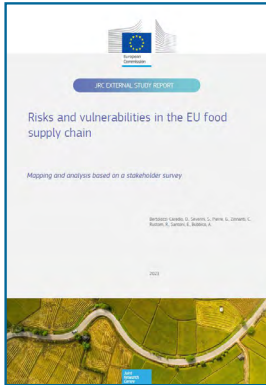 European
Commission
JRC EXTERNAL STUDY REPORT
Risks and vulnerabilities in the EU food
supply chain
Mapping and analysis based on a stakeholder survey
2022